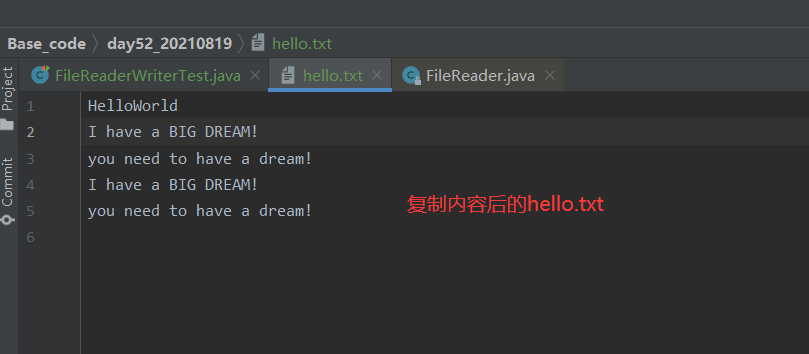 Base_code 〉 day52_20210819 〉 hello.txt
FileReaderWriterTest.java × hello.txt × FileReader.java ×
Project
Commit
1 HelloWorld
2 I have a BIG DREAM!
3 you need to have a dream!
4 I have a BIG DREAM!
5 you need to have a dream!
6
复制内容后的hello.txt